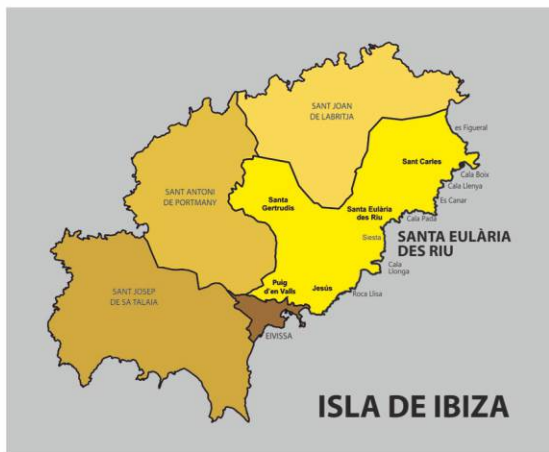 SANT JOAN
DE LABRITJA
es Figueral
Sant Carles
Cala Boix
Cala Llenya
Es Canar
SANT ANTONI
DE PORTMANY
Santa
Gertrudis
Santa Eulària
des Riu
Cala Pada
Siesta
SANTA EULÀRIA
DES RIU
Cala
Llonga
SANT JOSEP
DE SA TALAIA
Puig
d'en Valls
Jesús
Roca Llisa
EIVISSA
ISLA DE IBIZA